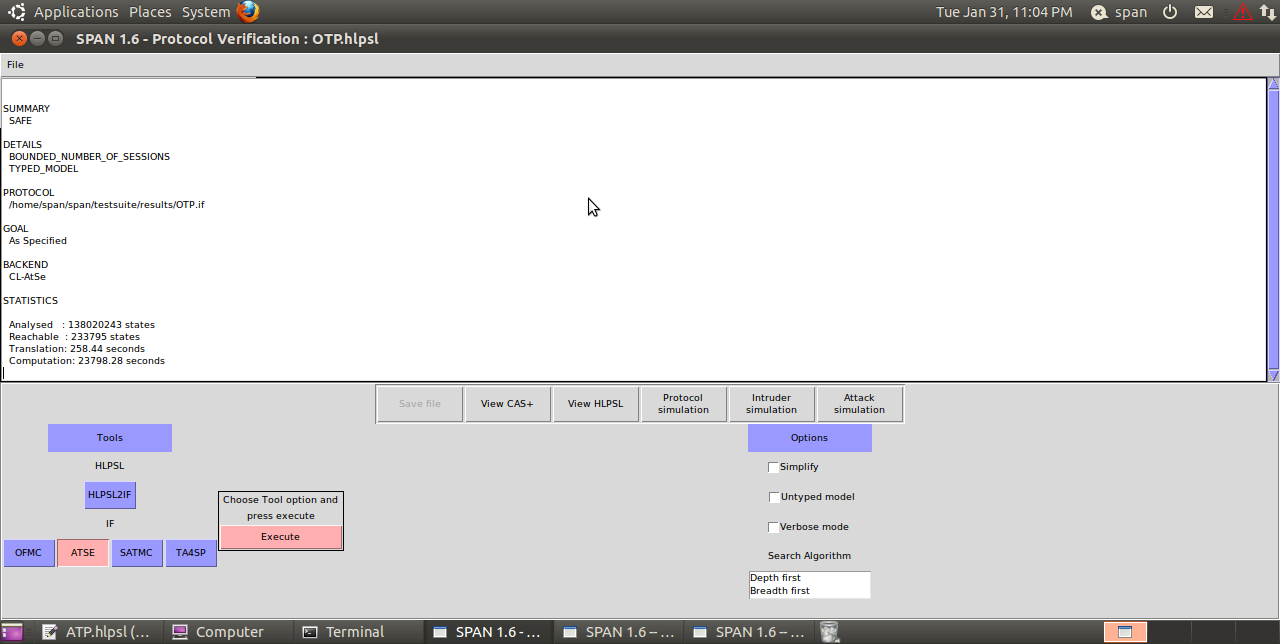 Applications Places System
Tue Jan 31, 11:04 PM span
SPAN 1.6 - Protocol Verification : OTP.hlpsl
File
SUMMARY
SAFE
DETAILS
BOUNDED_NUMBER_OF_SESSIONS
TYPED_MODEL
PROTOCOL
/home/span/span/testsuite/results/OTP.if
GOAL
As Specified
BACKEND
CL-AtSe
STATISTICS
Analysed : 138020243 states
Reachable : 233795 states
Translation: 258.44 seconds
Computation: 23798.28 seconds
Save file
View CAS+
View HLPSL
Protocol
simulation
Intruder
simulation
Attack
simulation
Tools
HLPSL
HLPSL2IF
IF
OFMC
ATSE
SATMC
TA4SP
Choose Tool option and
press execute
Execute
Options
Simplify
Untyped model
Verbose mode
Search Algorithm
Depth first
Breadth first
ATP.hlpsl (...
Computer
Terminal
SPAN 1.6 -...
SPAN 1.6 -- ...
SPAN 1.6 -- ...